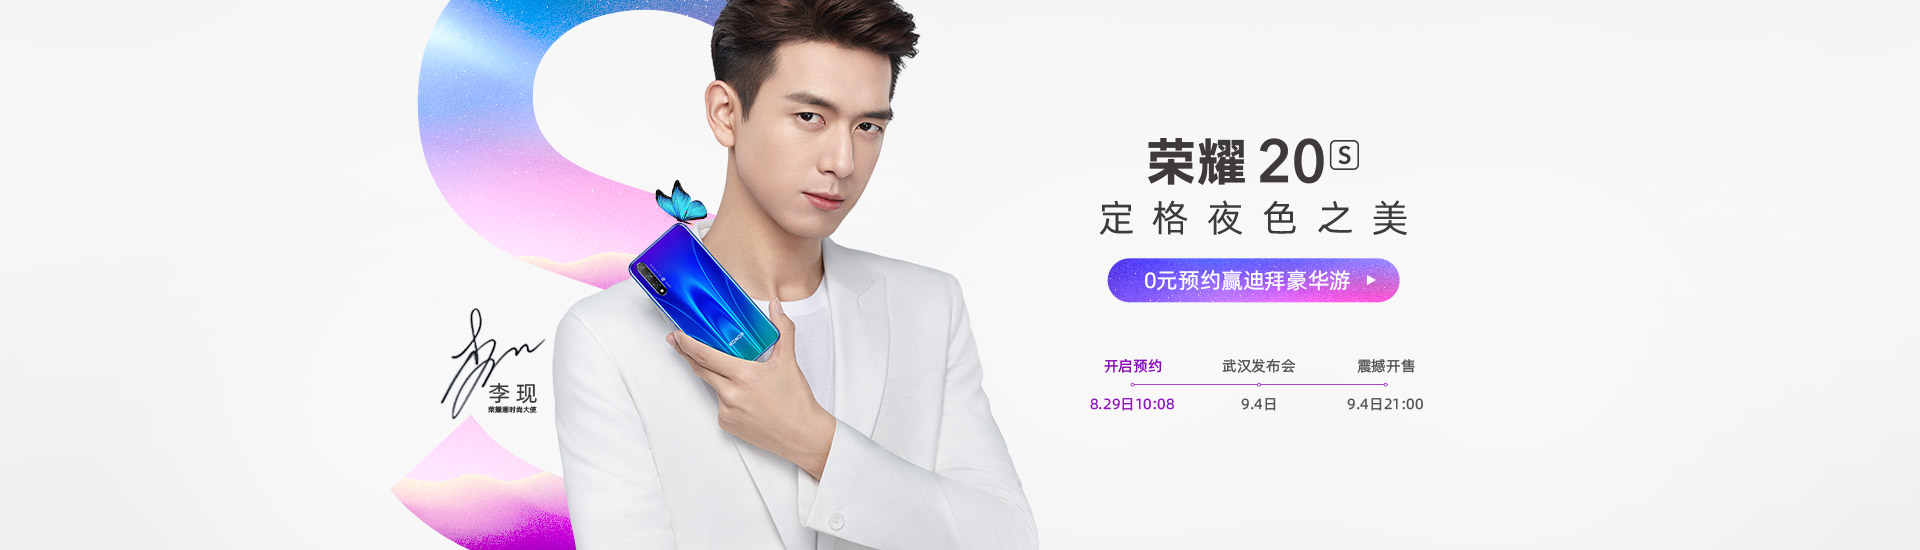 荣耀 20 S
定格夜色之美
0元预约赢迪拜豪华游
开启预约 武汉发布会 震撼开售
8.29日10:08 9.4日 9.4日21:00
李现
荣耀潮时尚大使
HONOR